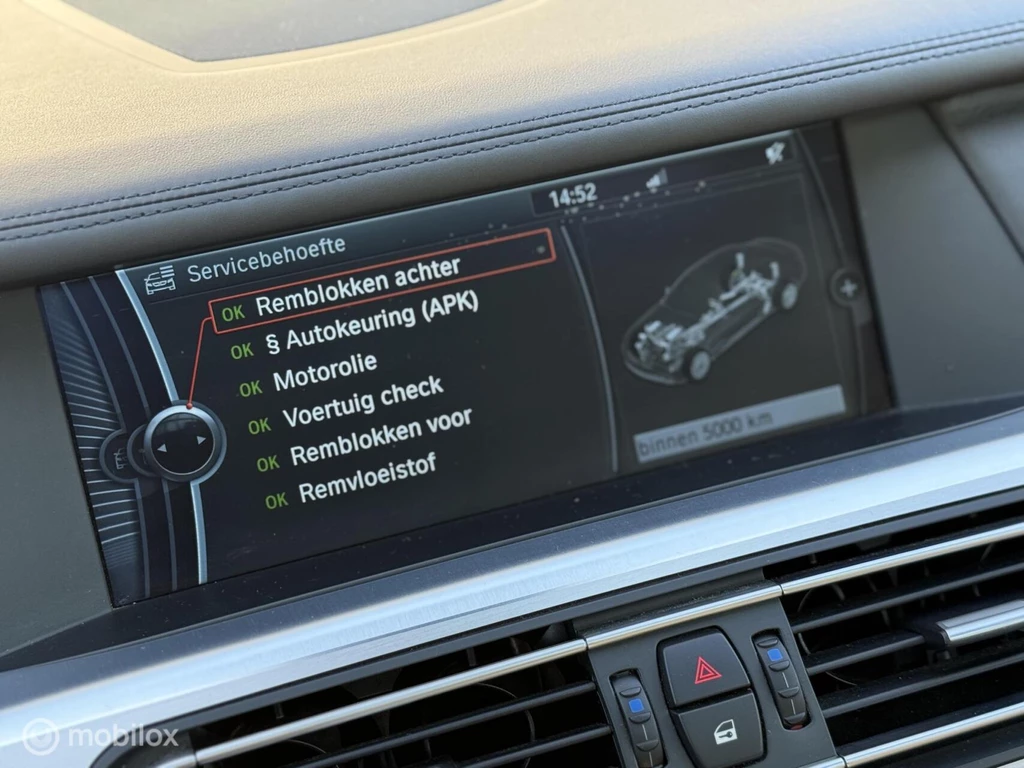 14:52
Servicebehoefte
OK Remblokken achter
OK § Autokeuring (APK)
OK Motorolie
OK Voertuig check
OK Remblokken voor
OK Remvloeistof
binnen 5000 km
mobilox